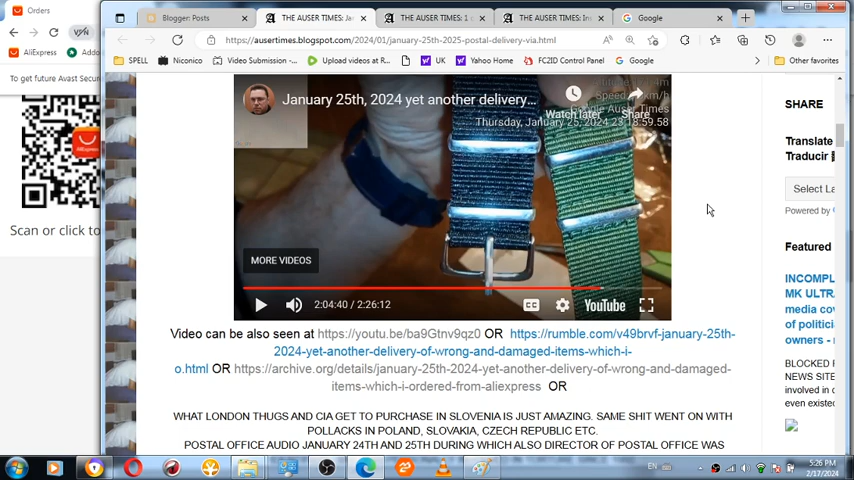 Orders
AliExpress
Addo
To get future Avast Secure
Scan or click to
Blogger: Posts
THE AUSER TIMES: Ja
THE AUSER TIMES: 1
THE AUSER TIMES: In
Google
https://ausertimes.blogspot.com/2024/01/january-25th-2025-postal-delivery-via.html
SPELL
Niconico
Video Submission -
Upload videos at R...
UK
Yahoo Home
FC2ID Control Panel
Google
Other favorites
January 25th, 2024 yet another delivery...
Watch later
Share
Thursday, January 25, 2024 23:18:59.58
MORE VIDEOS
2:04:40 / 2:26:12
YouTube
Video can be also seen at https://youtu.be/ba9Gtnv9qz0 OR https://rumble.com/v49brvf-january-25th-
2024-yet-another-delivery-of-wrong-and-damaged-items-which-i-
o.html OR https://archive.org/details/january-25th-2024-yet-another-delivery-of-wrong-and-damaged-
items-which-i-ordered-from-aliexpress OR
WHAT LONDON THUGS AND CIA GET TO PURCHASE IN SLOVENIA IS JUST AMAZING. SAME SHIT WENT ON WITH
POLLACKS IN POLAND, SLOVAKIA, CZECH REPUBLIC ETC.
POSTAL OFFICE AUDIO JANUARY 24TH AND 25TH DURING WHICH ALSO DIRECTOR OF POSTAL OFFICE WAS
SHARE
Translate
Traducir
Select La
Powered by
Featured
INCOMPL
MK ULTR
media cov
of politici
owners - r
BLOCKED F
NEWS SITE
involved in c
even existed
EN
5:26 PM
2/17/2024